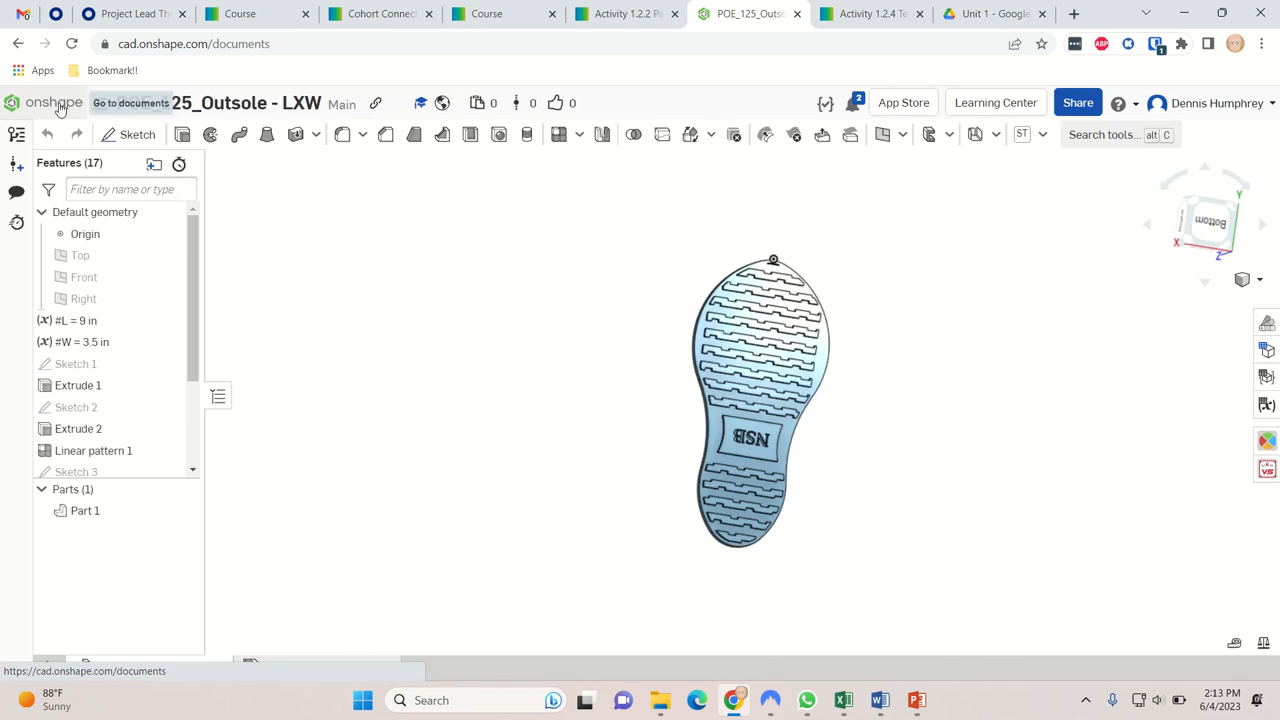 Project Lead Th
Course
Cohort Connect
Course
Activity 1.2.2 Pa
POE_125_Outso
Activity 1.2.4 Te
Unit 1 - Google
cad.onshape.com/documents
Apps
Bookmark!!
onshape
Go to documents
25_Outsole - LXW
Main
0
0
0
2
App Store
Learning Center
Share
Dennis Humphrey
Sketch
ST
Search tools...
alt
C
Features (17)
Filter by name or type
Default geometry
Origin
Top
Front
Right
(x) #L = 9 in
(x) #W = 3.5 in
Sketch 1
Extrude 1
Sketch 2
Extrude 2
Linear pattern 1
Sketch 3
Parts (1)
Part 1
NSB
Bottom
Y
X
Z
https://cad.onshape.com/documents
88°F
Sunny
Search
2:13 PM
6/4/2023